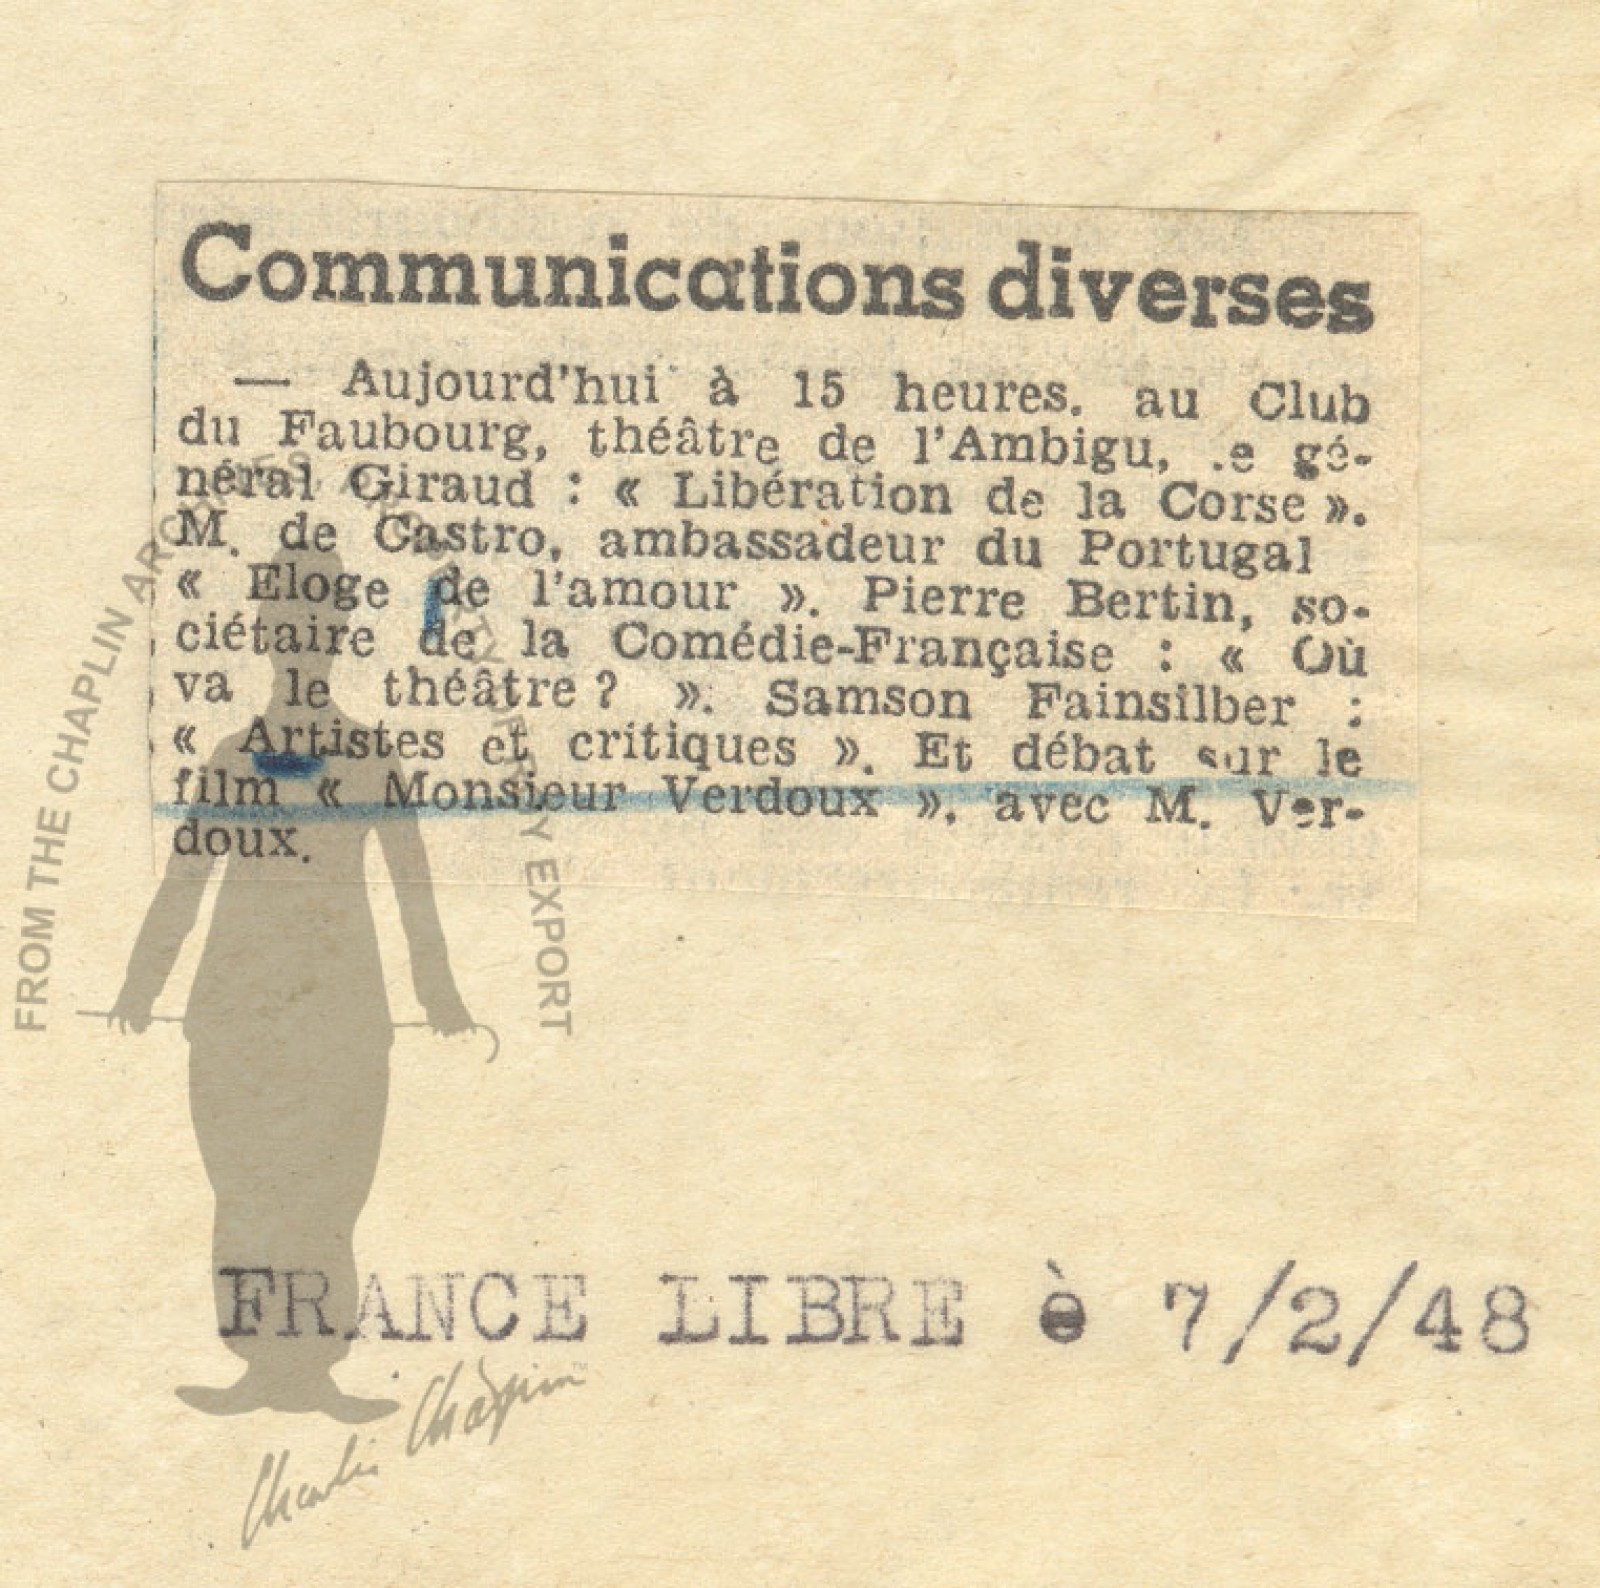 Communications diverses
— Aujourd'hui à 15 heures. au Club
du Faubourg, théâtre de l'Ambigu, .e gé-
néral Giraud : « Libération de la Corse ».
M. de Castro, ambassadeur du Portugal
« Eloge de l'amour ». Pierre Bertin, so-
ciétaire de la Comédie-Française : « Où
va le théâtre ? ». Samson Fainsilber :
« Artistes et critiques ». Et débat sur le
film « Monsieur Verdoux ». avec M. Ver-
doux.
FROM THE CHAPLIN ARC
EXPORT
FRANCE LIBRE è 7/2/48
Charlie Chaplin